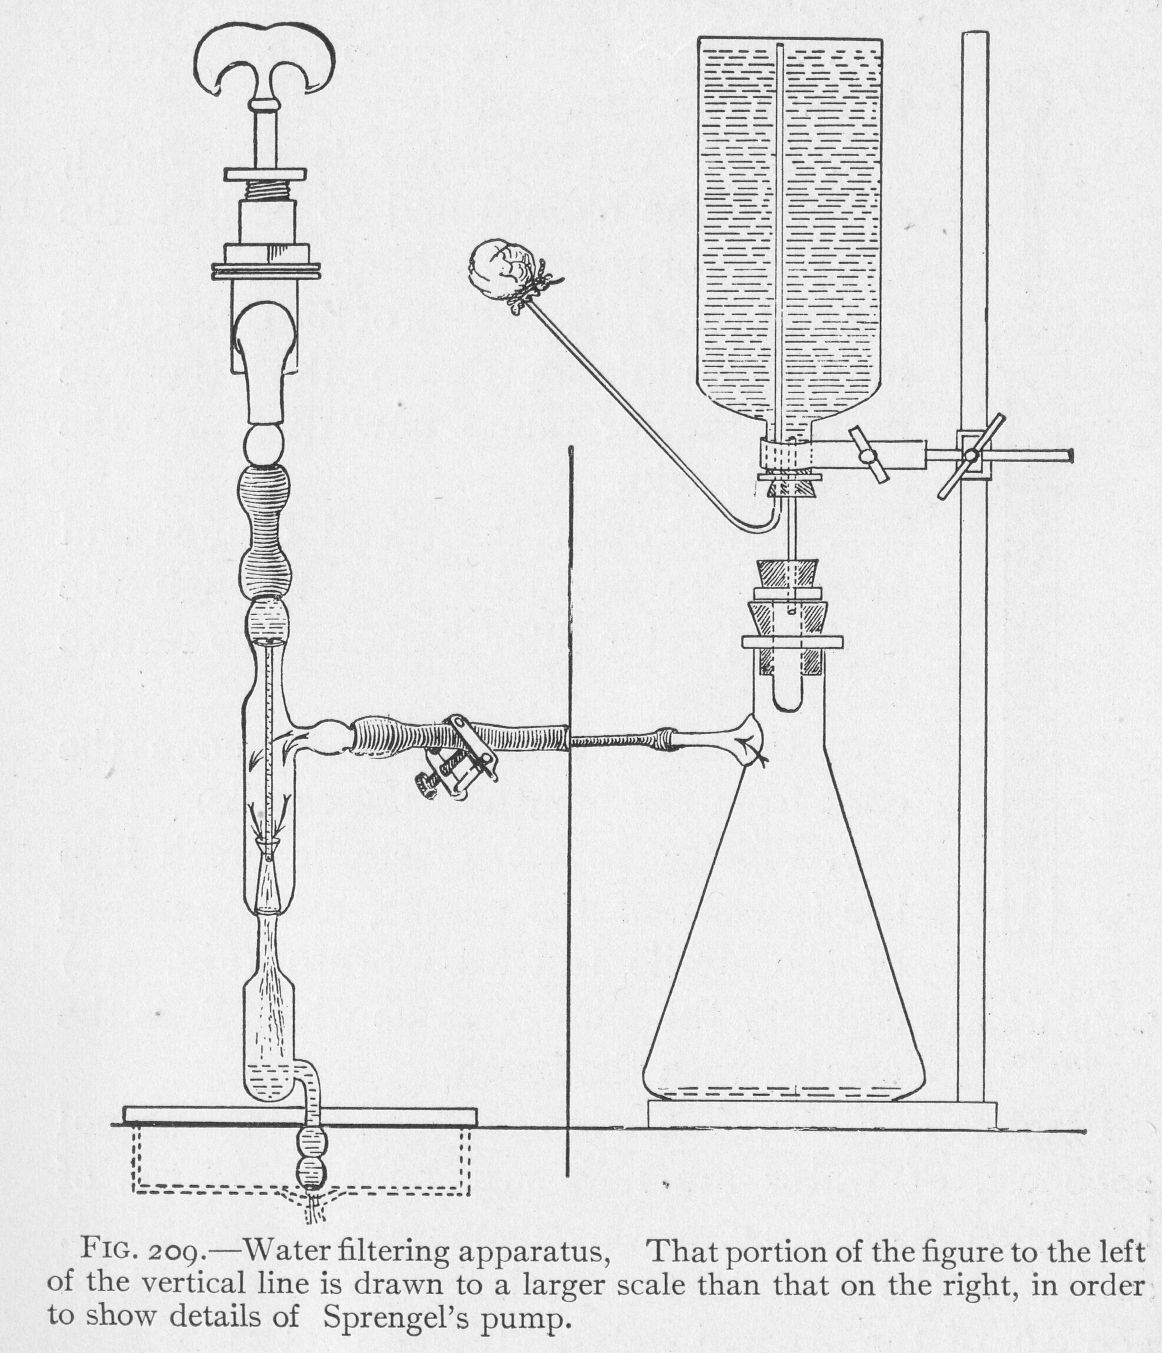 FIG. 209.—Water filtering apparatus, That portion of the figure to the left
of the vertical line is drawn to a larger scale than that on the right, in order
to show details of Sprengel's pump.